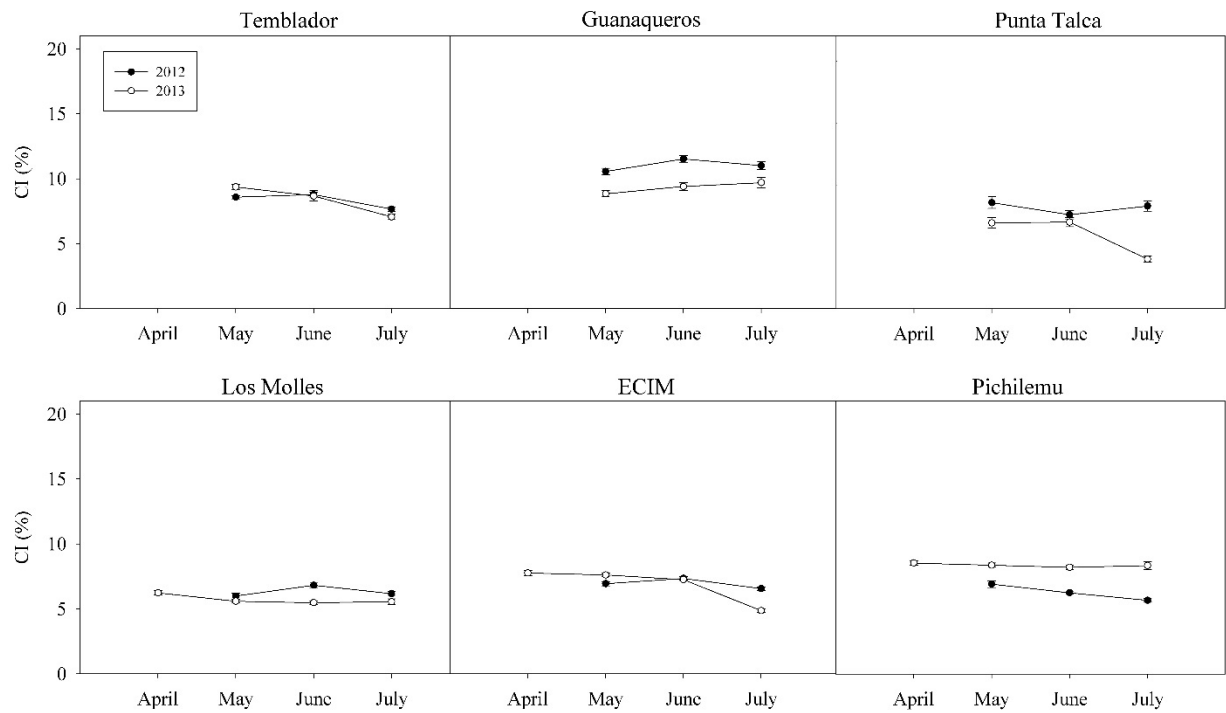 Temblador Guanaqueros Punta Talca
20
15
10
5
0
CI (%)
2012
2013
April May June July April May June July April May June July
Los Molles ECIM Pichilemu
20
15
10
5
0
CI (%)
April May June July April May June July April May June July